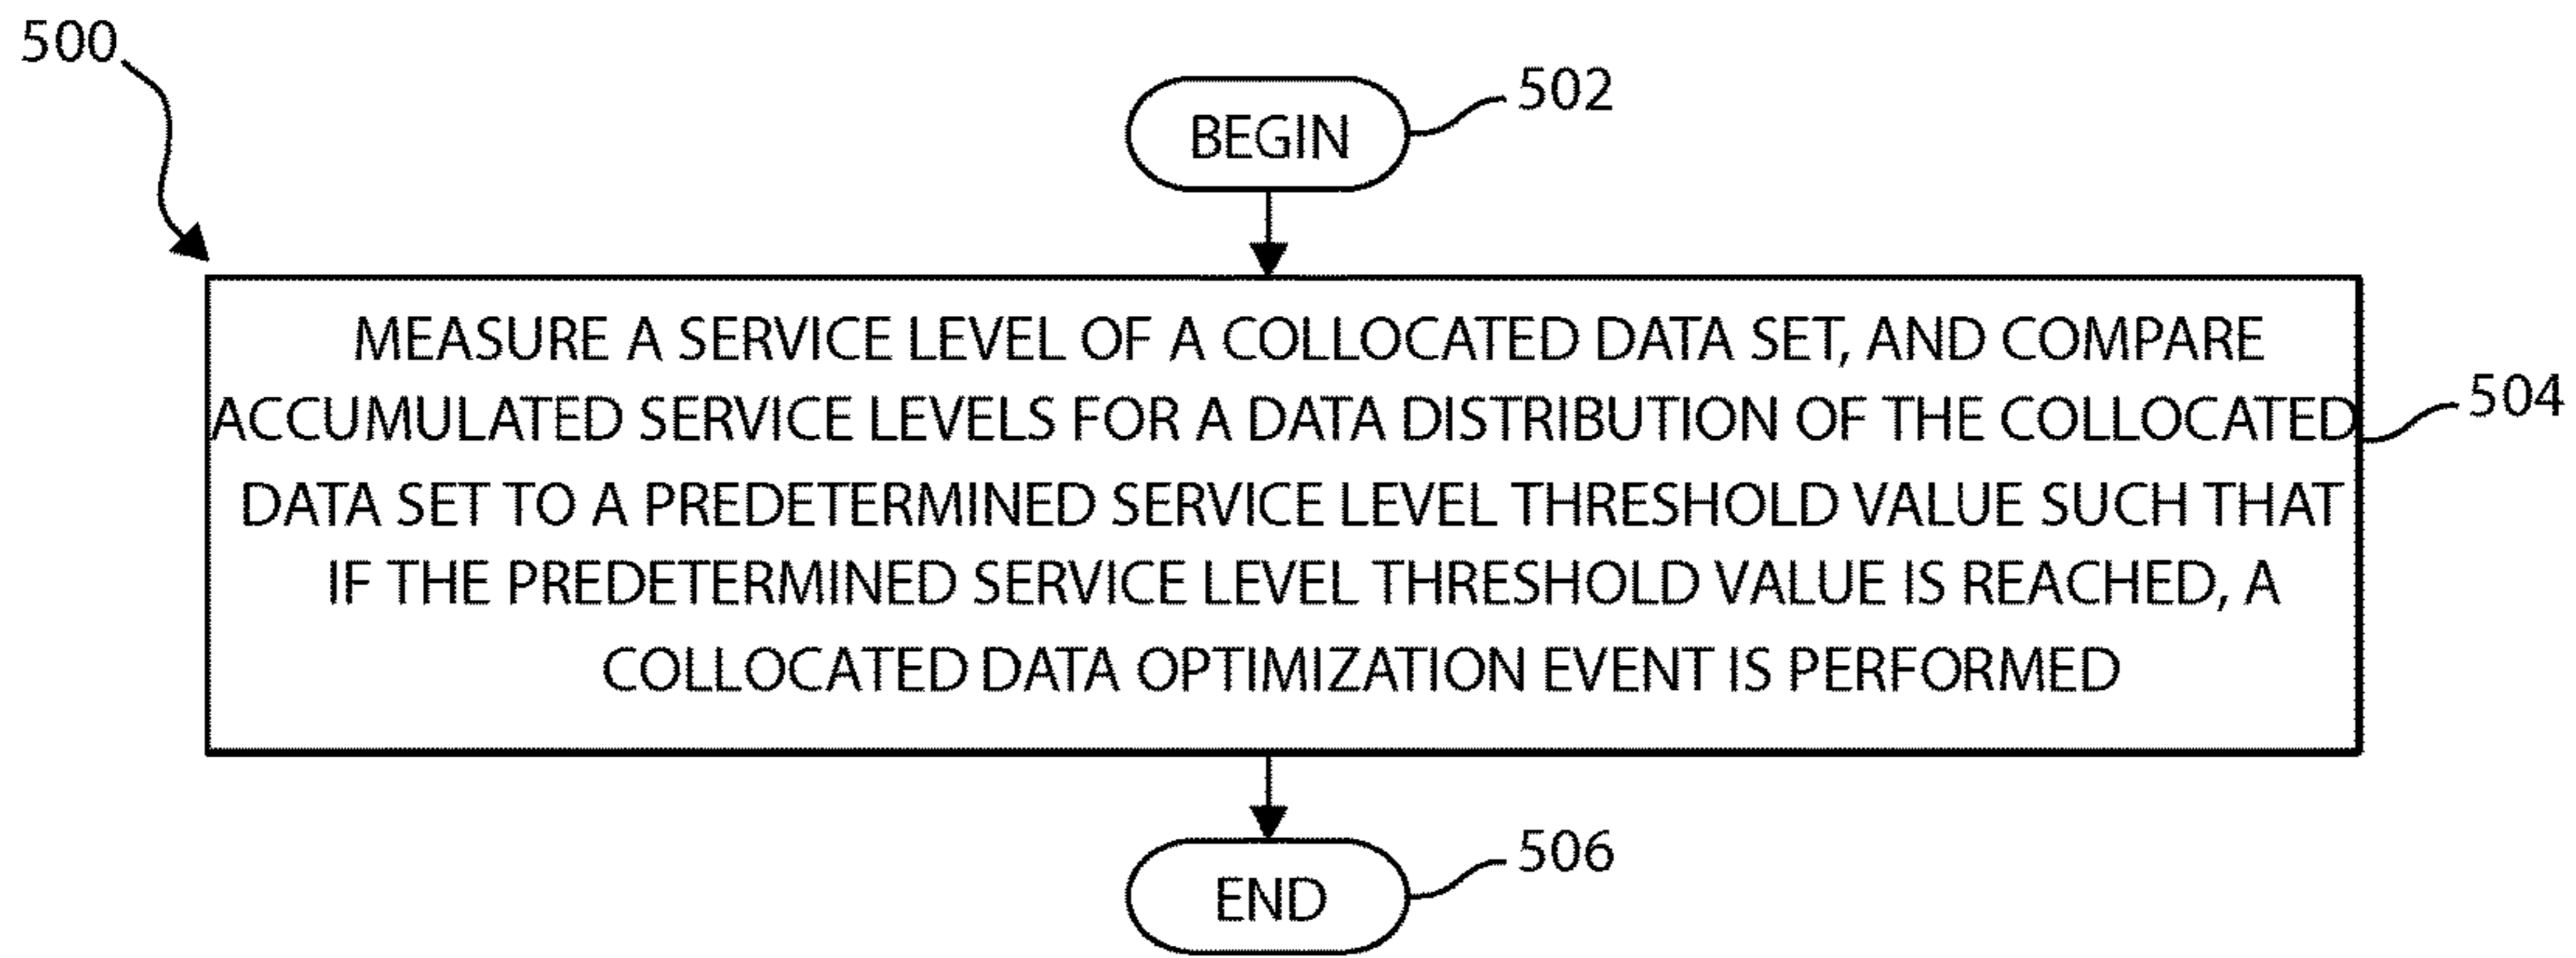 500
502
BEGIN
MEASURE A SERVICE LEVEL OF A COLLOCATED DATA SET, AND COMPARE
ACCUMULATED SERVICE LEVELS FOR A DATA DISTRIBUTION OF THE COLLOCATED
504
DATA SET TO A PREDETERMINED SERVICE LEVEL THRESHOLD VALUE SUCH THAT
IF THE PREDETERMINED SERVICE LEVEL THRESHOLD VALUE IS REACHED, A
COLLOCATED DATA OPTIMIZATION EVENT IS PERFORMED
506
END